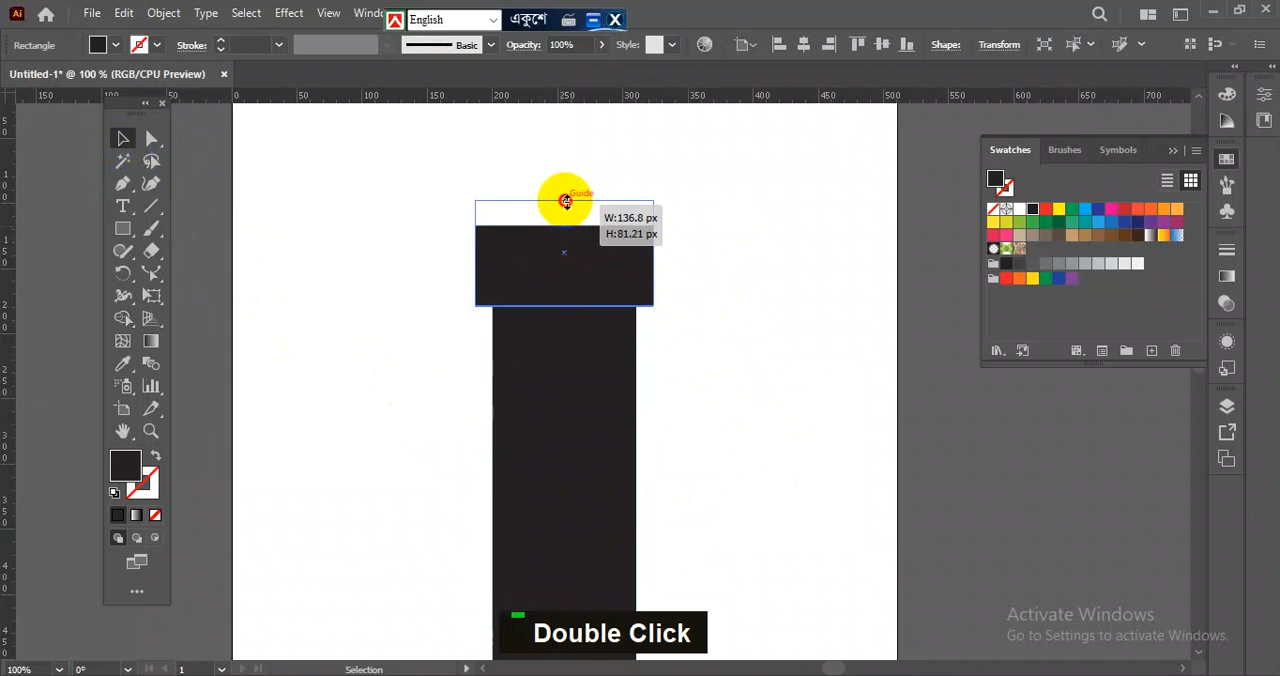 Ai File Edit Object Type Select Effect View Windo
English একুশে X
Rectangle Stroke: Basic Opacity: 100% Style: Shape: Transform
Untitled-1* @ 100 % (RGB/CPU Preview) ×
150 100 50 0 50 100 150 200 250 300 350 400 450 500 550 600 650 700
Swatches Brushes Symbols
Guide
W:136.8 px
H:81.21 px
Double Click
Activate Windows
Go to Settings to activate Windows.
100% 0° 1 Selection